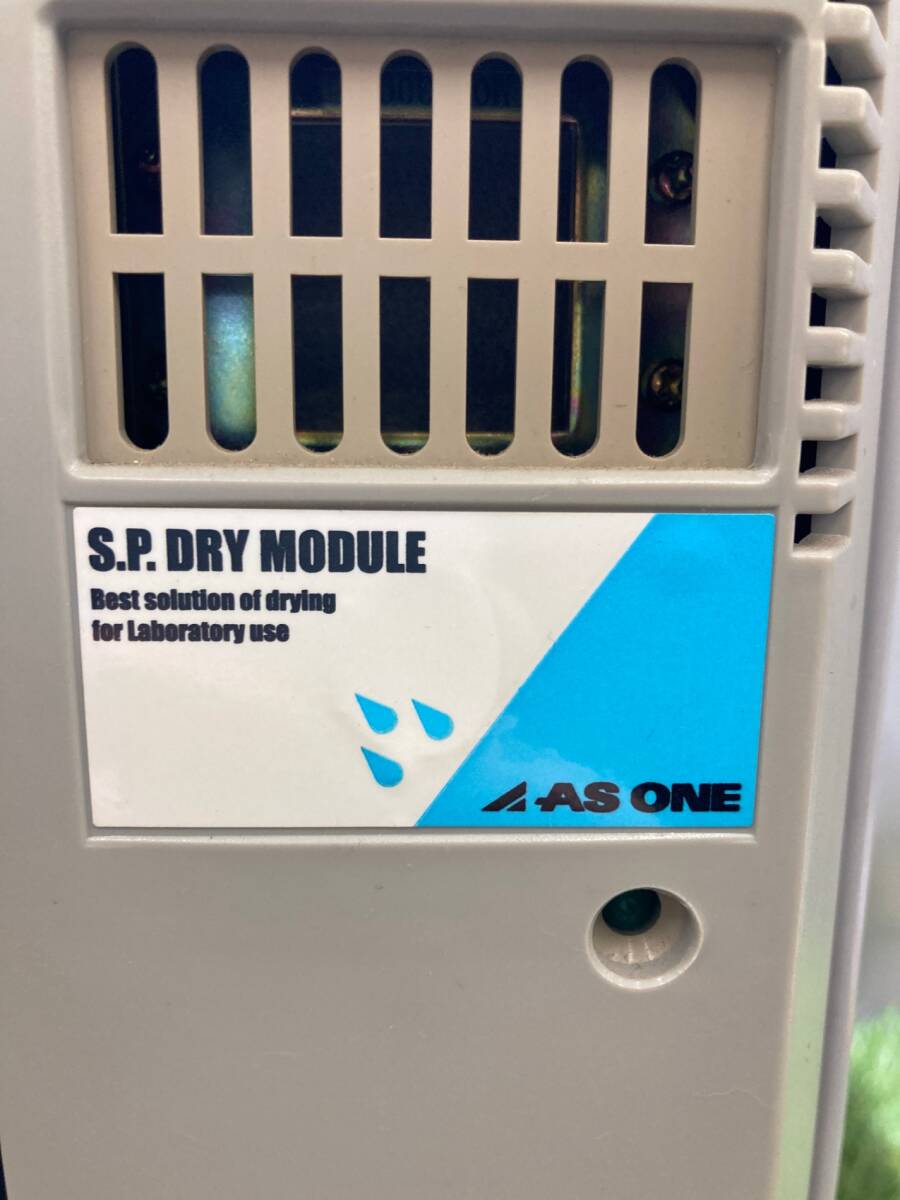 S.P. DRY MODULE
Best solution of drying
for Laboratory use
AS ONE